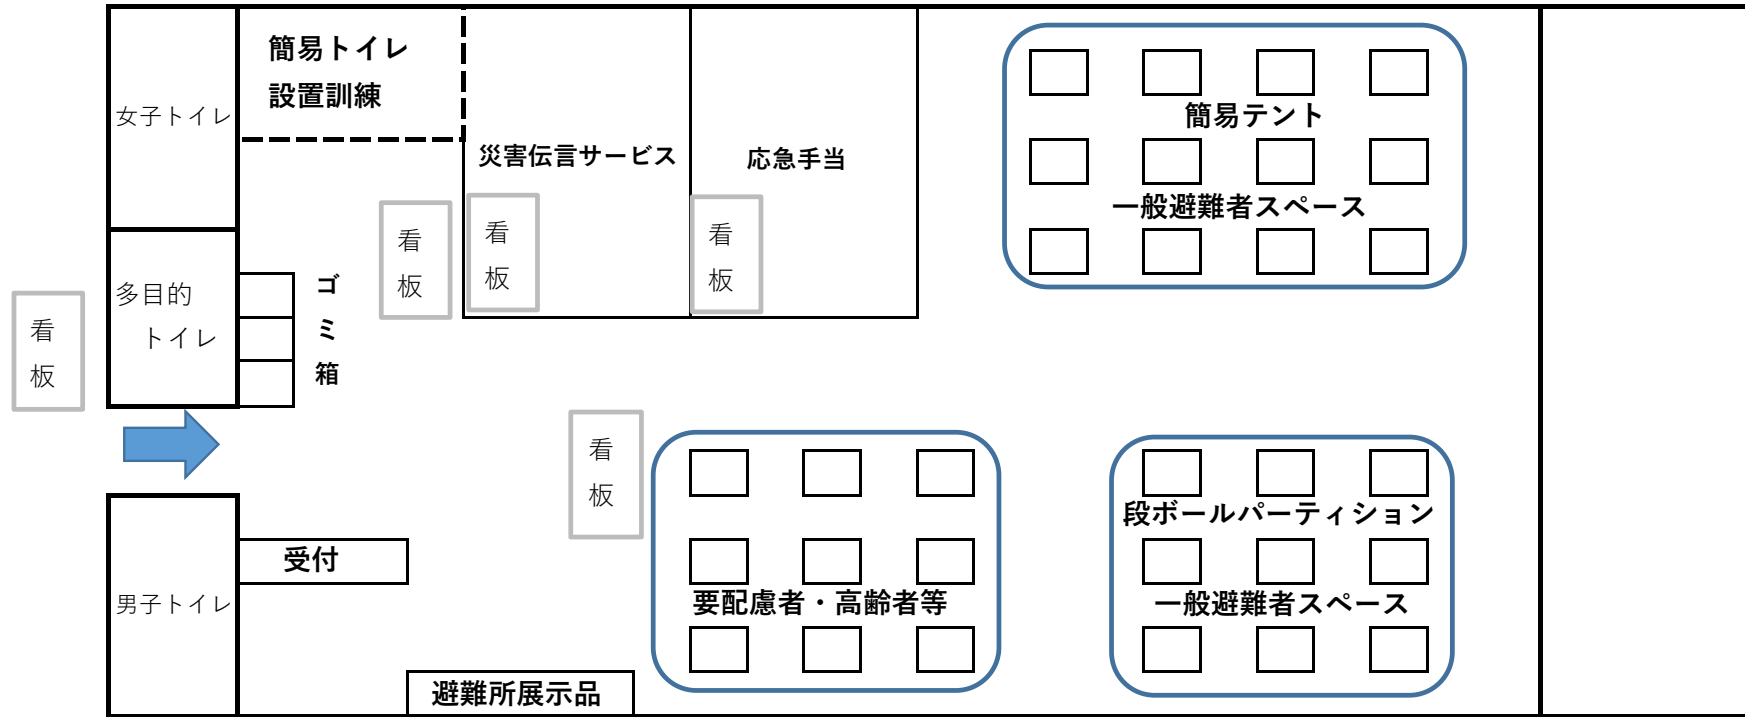 簡易トイレ
設置訓練
女子トイレ
災害伝言サービス
応急手当
簡易テント
一般避難者スペース
看
板
看
板
看
板
多目的
トイレ
ゴ
ミ
箱
看
板
看
板
段ボールパーティション
受付
男子トイレ
要配慮者・高齢者等
一般避難者スペース
避難所展示品